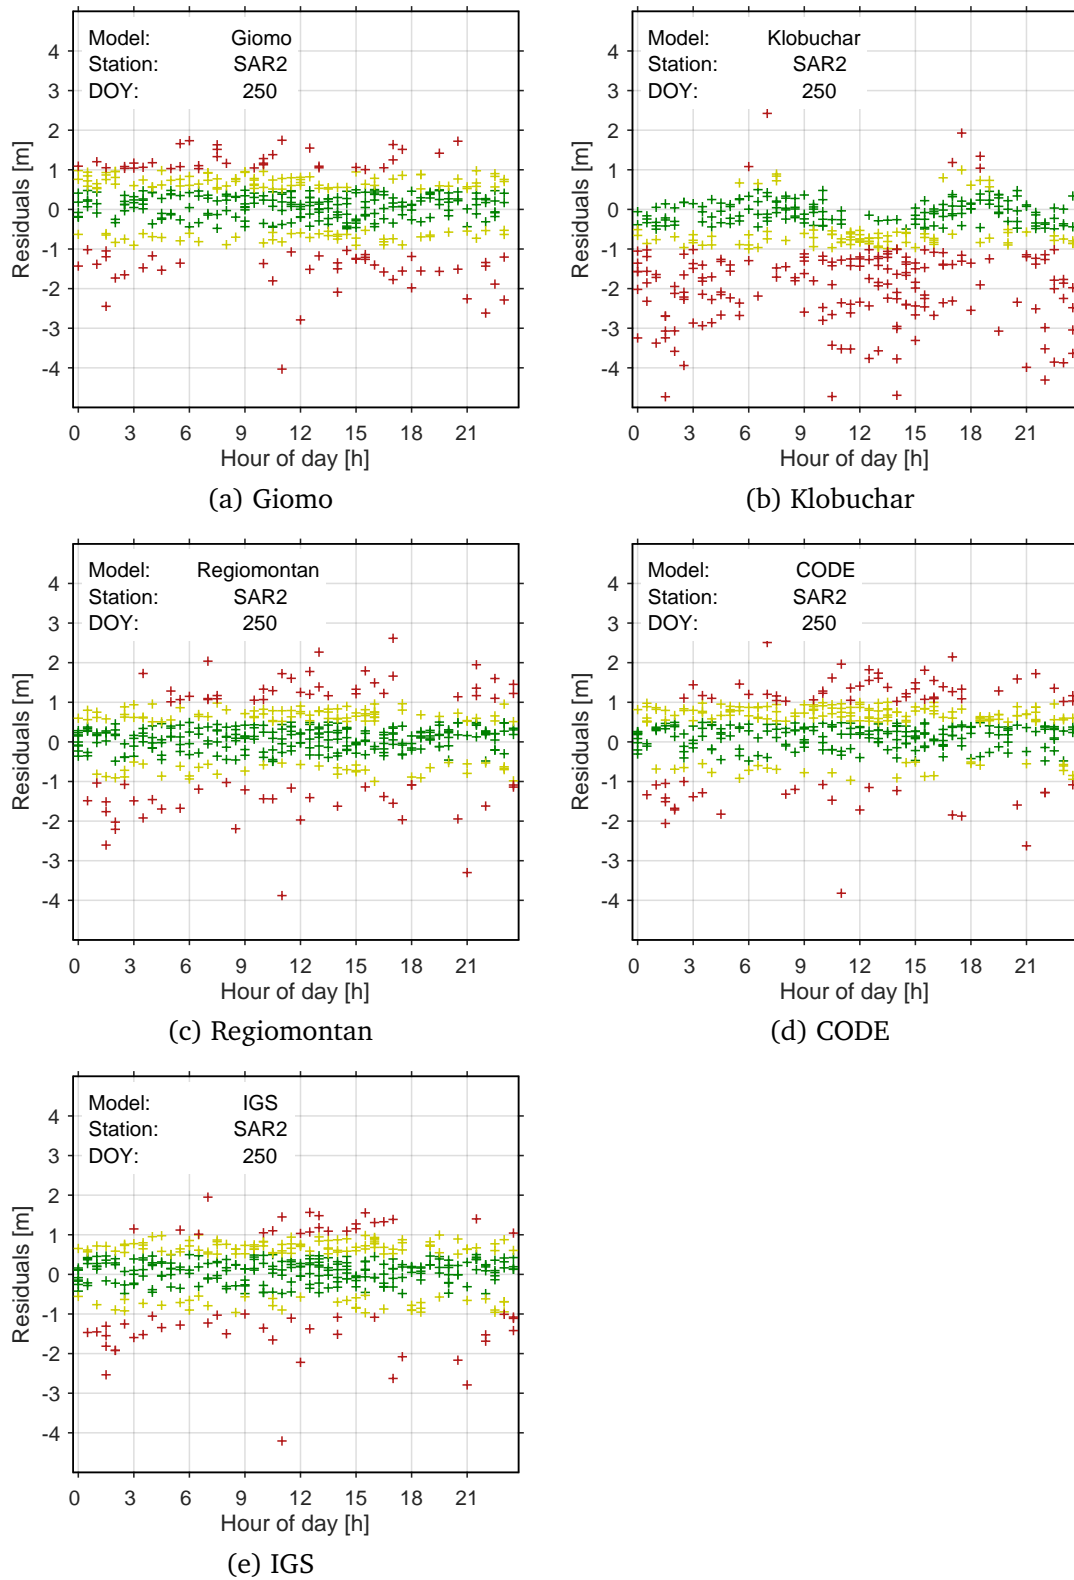 Model: Giomo
Station: SAR2
DOY: 250
4
3
2
1
0
-1
-2
-3
-4
Residuals [m]
0 3 6 9 12 15 18 21
Hour of day [h]
(a) Giomo
Model: Klobuchar
Station: SAR2
DOY: 250
4
3
2
1
0
-1
-2
-3
-4
Residuals [m]
0 3 6 9 12 15 18 21
Hour of day [h]
(b) Klobuchar
Model: Regiomontan
Station: SAR2
DOY: 250
4
3
2
1
0
-1
-2
-3
-4
Residuals [m]
0 3 6 9 12 15 18 21
Hour of day [h]
(c) Regiomontan
Model: CODE
Station: SAR2
DOY: 250
4
3
2
1
0
-1
-2
-3
-4
Residuals [m]
0 3 6 9 12 15 18 21
Hour of day [h]
(d) CODE
Model: IGS
Station: SAR2
DOY: 250
4
3
2
1
0
-1
-2
-3
-4
Residuals [m]
0 3 6 9 12 15 18 21
Hour of day [h]
(e) IGS